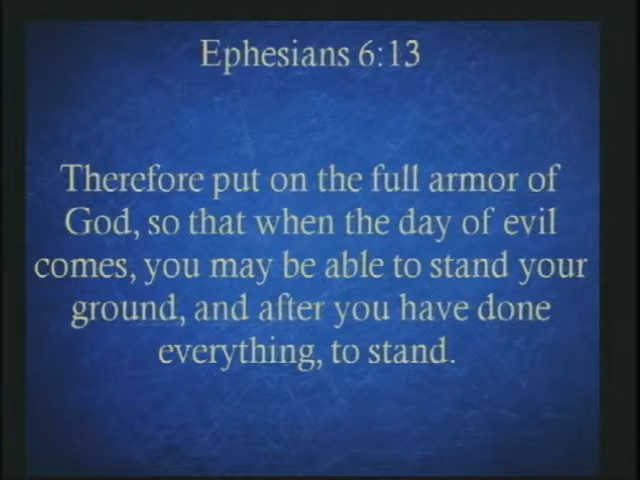 Ephesians 6:13
Therefore put on the full armor of
God, so that when the day of evil
comes, you may be able to stand your
ground, and after you have done
everything, to stand.